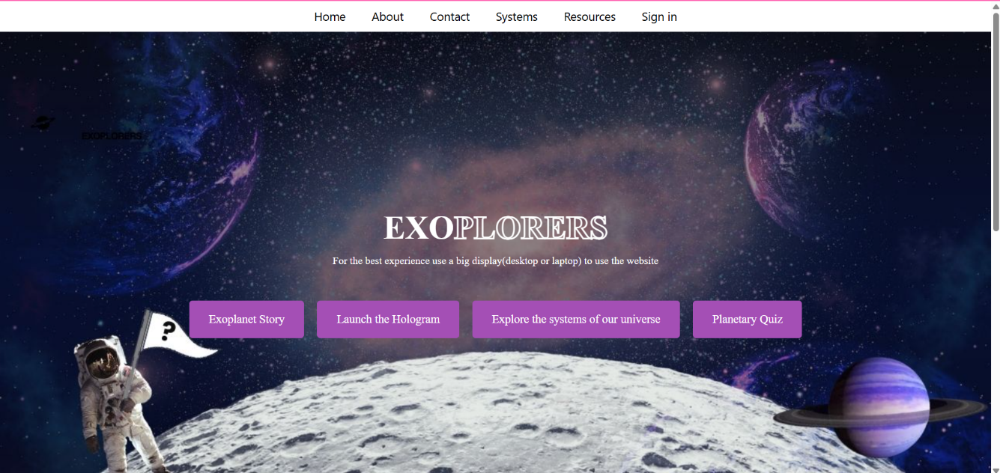 Home About Contact Systems Resources Sign in
EXOPLORERS
EXOPLORERS
For the best experience use a big display(desktop or laptop) to use the website
Exoplanet Story Launch the Hologram Explore the systems of our universe Planetary Quiz
?